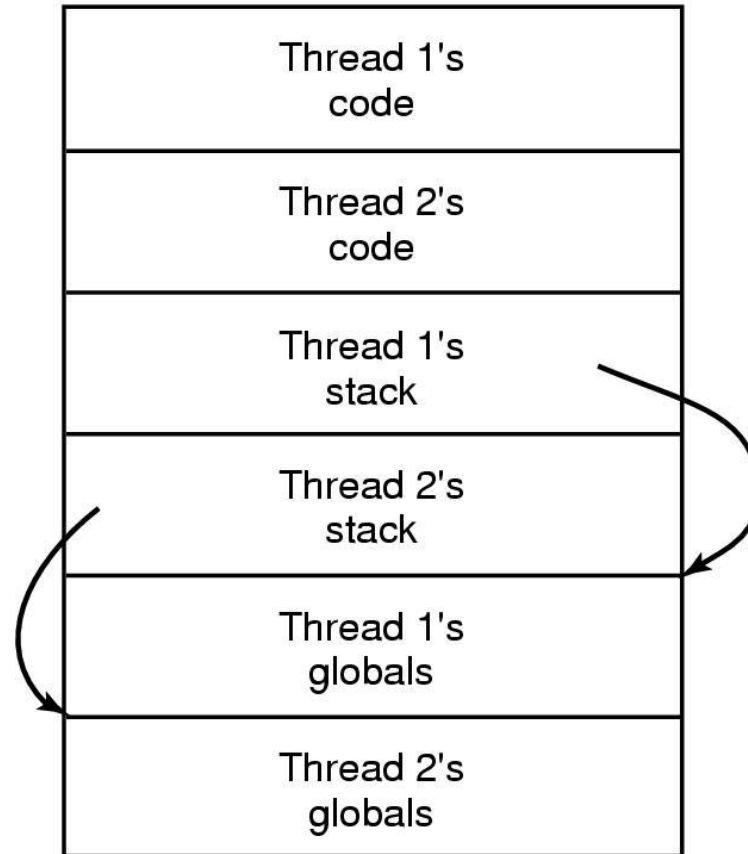 Thread 1's
code
Thread 2's
code
Thread 1's
stack
Thread 2's
stack
Thread 1's
globals
Thread 2's
globals